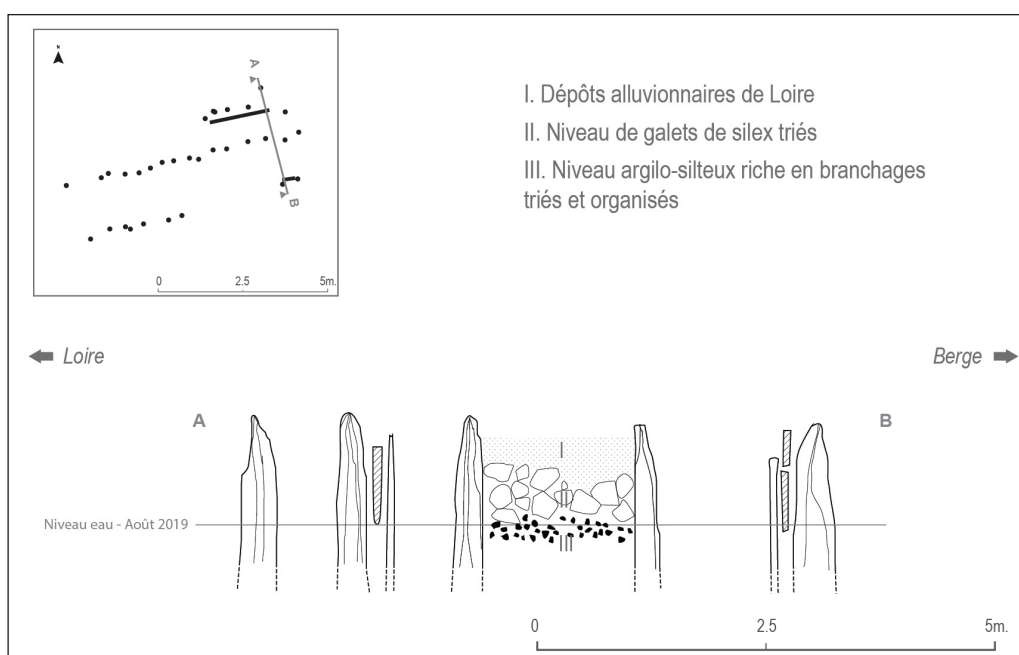 N
A
B
0 2.5 5m.
I. Dépôts alluvionnaires de Loire
II. Niveau de galets de silex triés
III. Niveau argilo-silteux riche en branchages
triés et organisés
Loire
Berge
A
B
I
II
Niveau eau - Août 2019
III
0 2.5 5m.